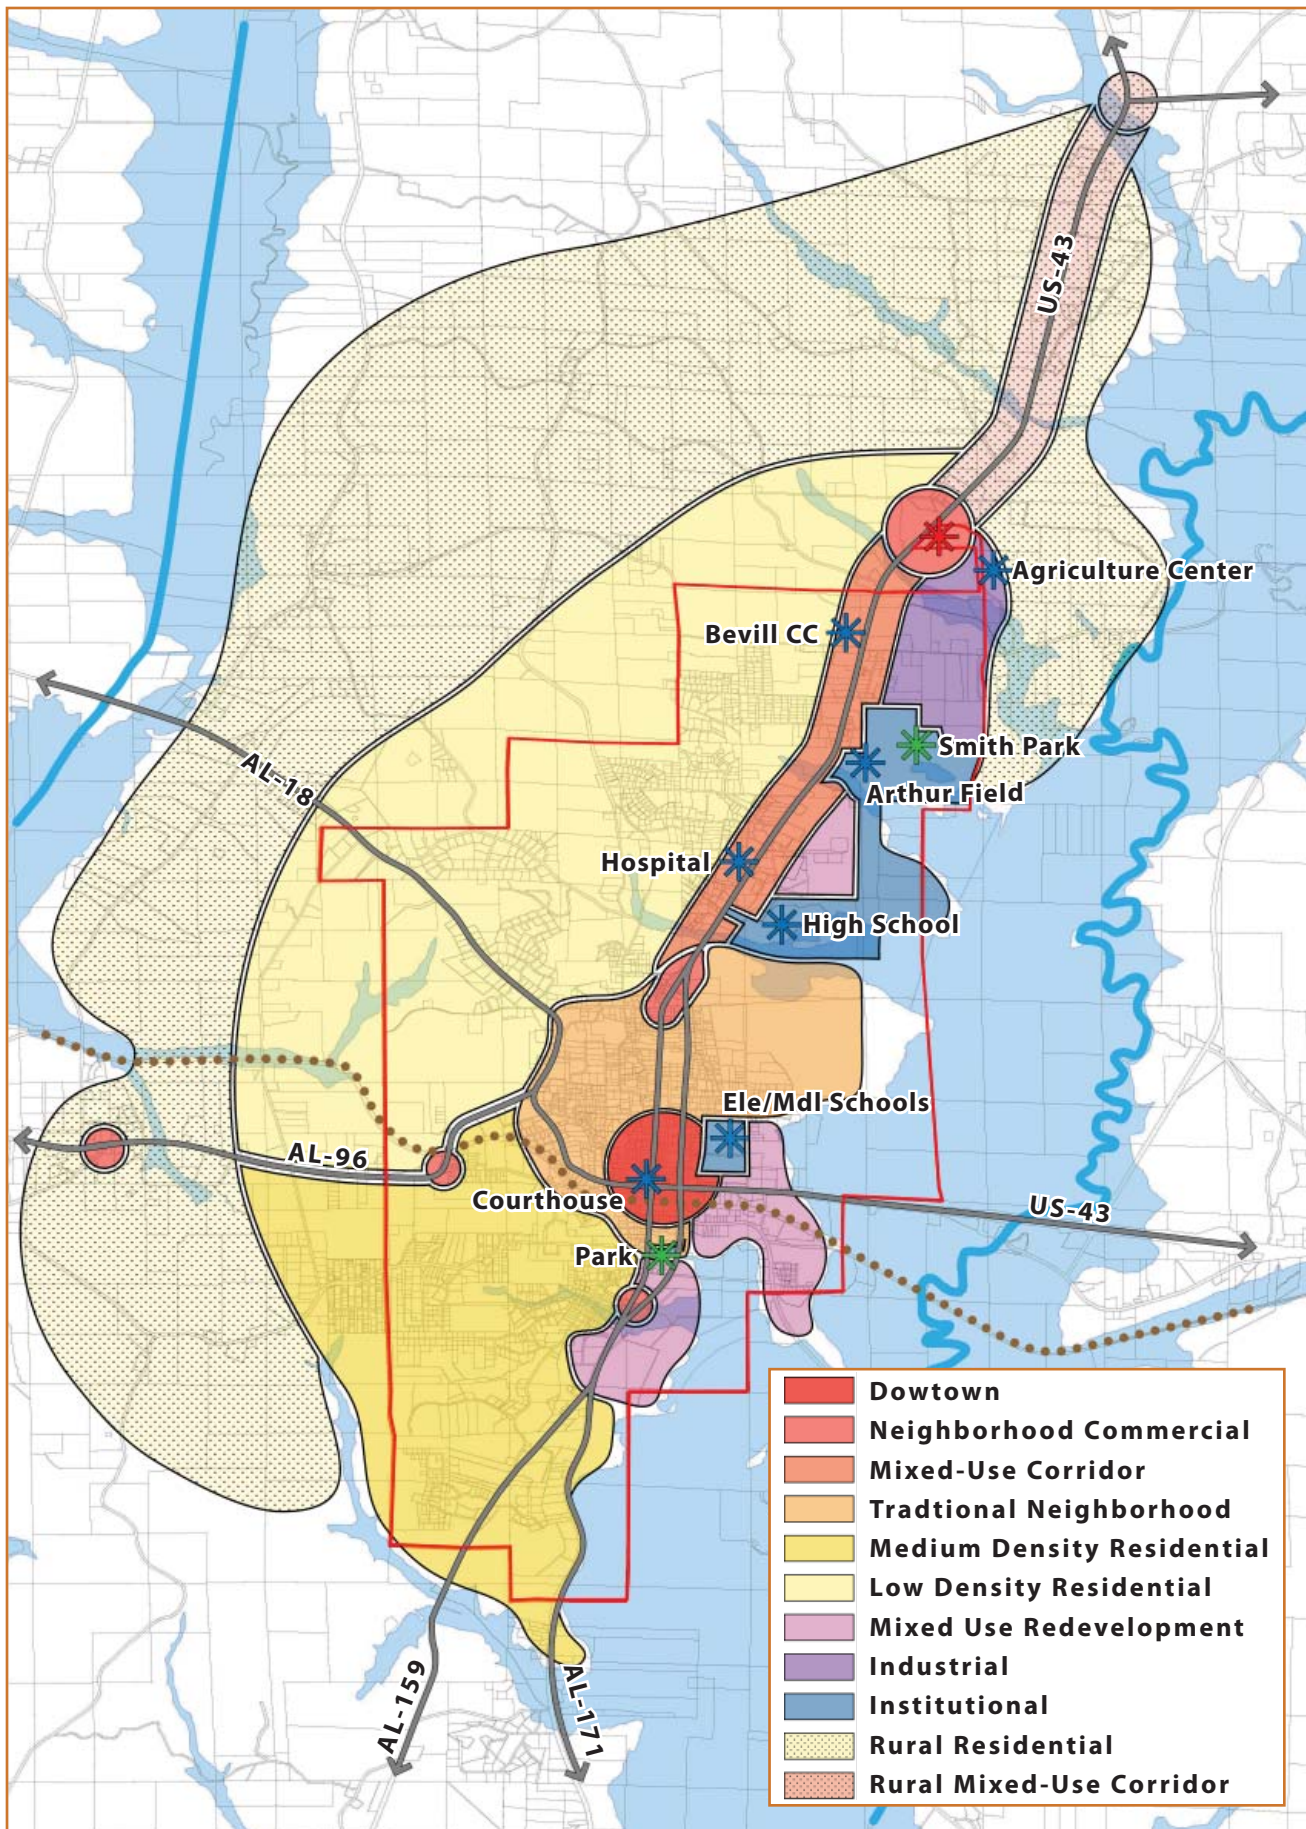 US-43
Agriculture Center
Bevill CC
Smith Park
AL-18
Arthur Field
Hospital
High School
Ele/Mdl Schools
AL-96
Courthouse
US-43
Park
AL-159
AL-171
Dowtown
Neighborhood Commercial
Mixed-Use Corridor
Tradtional Neighborhood
Medium Density Residential
Low Density Residential
Mixed Use Redevelopment
Industrial
Institutional
Rural Residential
Rural Mixed-Use Corridor